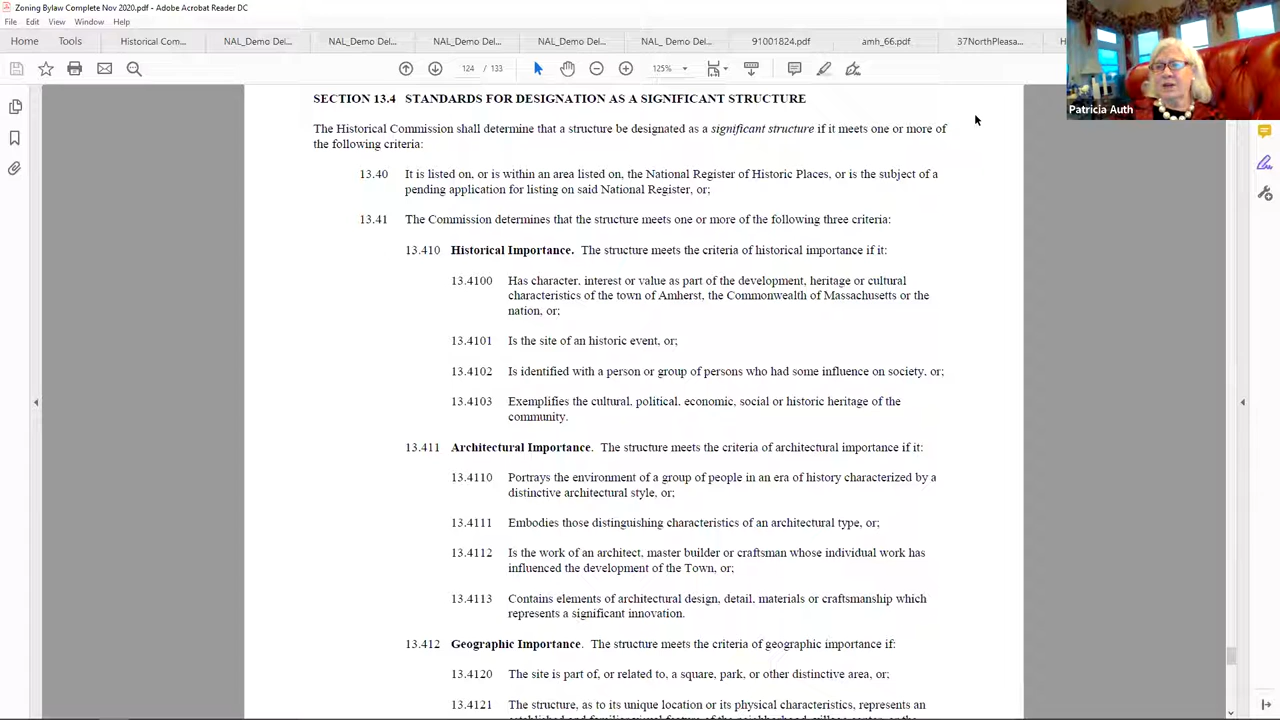 Zoning Bylaw Complete Nov 2020.pdf - Adobe Acrobat Reader DC
File Edit View Window Help
Home Tools Historical Com... NAL_Demo Del... NAL_Demo Del... NAL_Demo Del... NAL_Demo Del... NAL_ Demo Del... 91001824.pdf amh_66.pdf 37NorthPleasa...
124 / 133 125%
Patricia Auth
SECTION 13.4 STANDARDS FOR DESIGNATION AS A SIGNIFICANT STRUCTURE
The Historical Commission shall determine that a structure be designated as a significant structure if it meets one or more of
the following criteria:
13.40 It is listed on, or is within an area listed on, the National Register of Historic Places, or is the subject of a
pending application for listing on said National Register, or;
13.41 The Commission determines that the structure meets one or more of the following three criteria:
13.410 Historical Importance. The structure meets the criteria of historical importance if it:
13.4100 Has character, interest or value as part of the development, heritage or cultural
characteristics of the town of Amherst, the Commonwealth of Massachusetts or the
nation, or;
13.4101 Is the site of an historic event, or;
13.4102 Is identified with a person or group of persons who had some influence on society, or;
13.4103 Exemplifies the cultural, political, economic, social or historic heritage of the
community.
13.411 Architectural Importance. The structure meets the criteria of architectural importance if it:
13.4110 Portrays the environment of a group of people in an era of history characterized by a
distinctive architectural style, or;
13.4111 Embodies those distinguishing characteristics of an architectural type, or;
13.4112 Is the work of an architect, master builder or craftsman whose individual work has
influenced the development of the Town, or;
13.4113 Contains elements of architectural design, detail, materials or craftsmanship which
represents a significant innovation.
13.412 Geographic Importance. The structure meets the criteria of geographic importance if:
13.4120 The site is part of, or related to, a square, park, or other distinctive area, or;
13.4121 The structure, as to its unique location or its physical characteristics, represents an